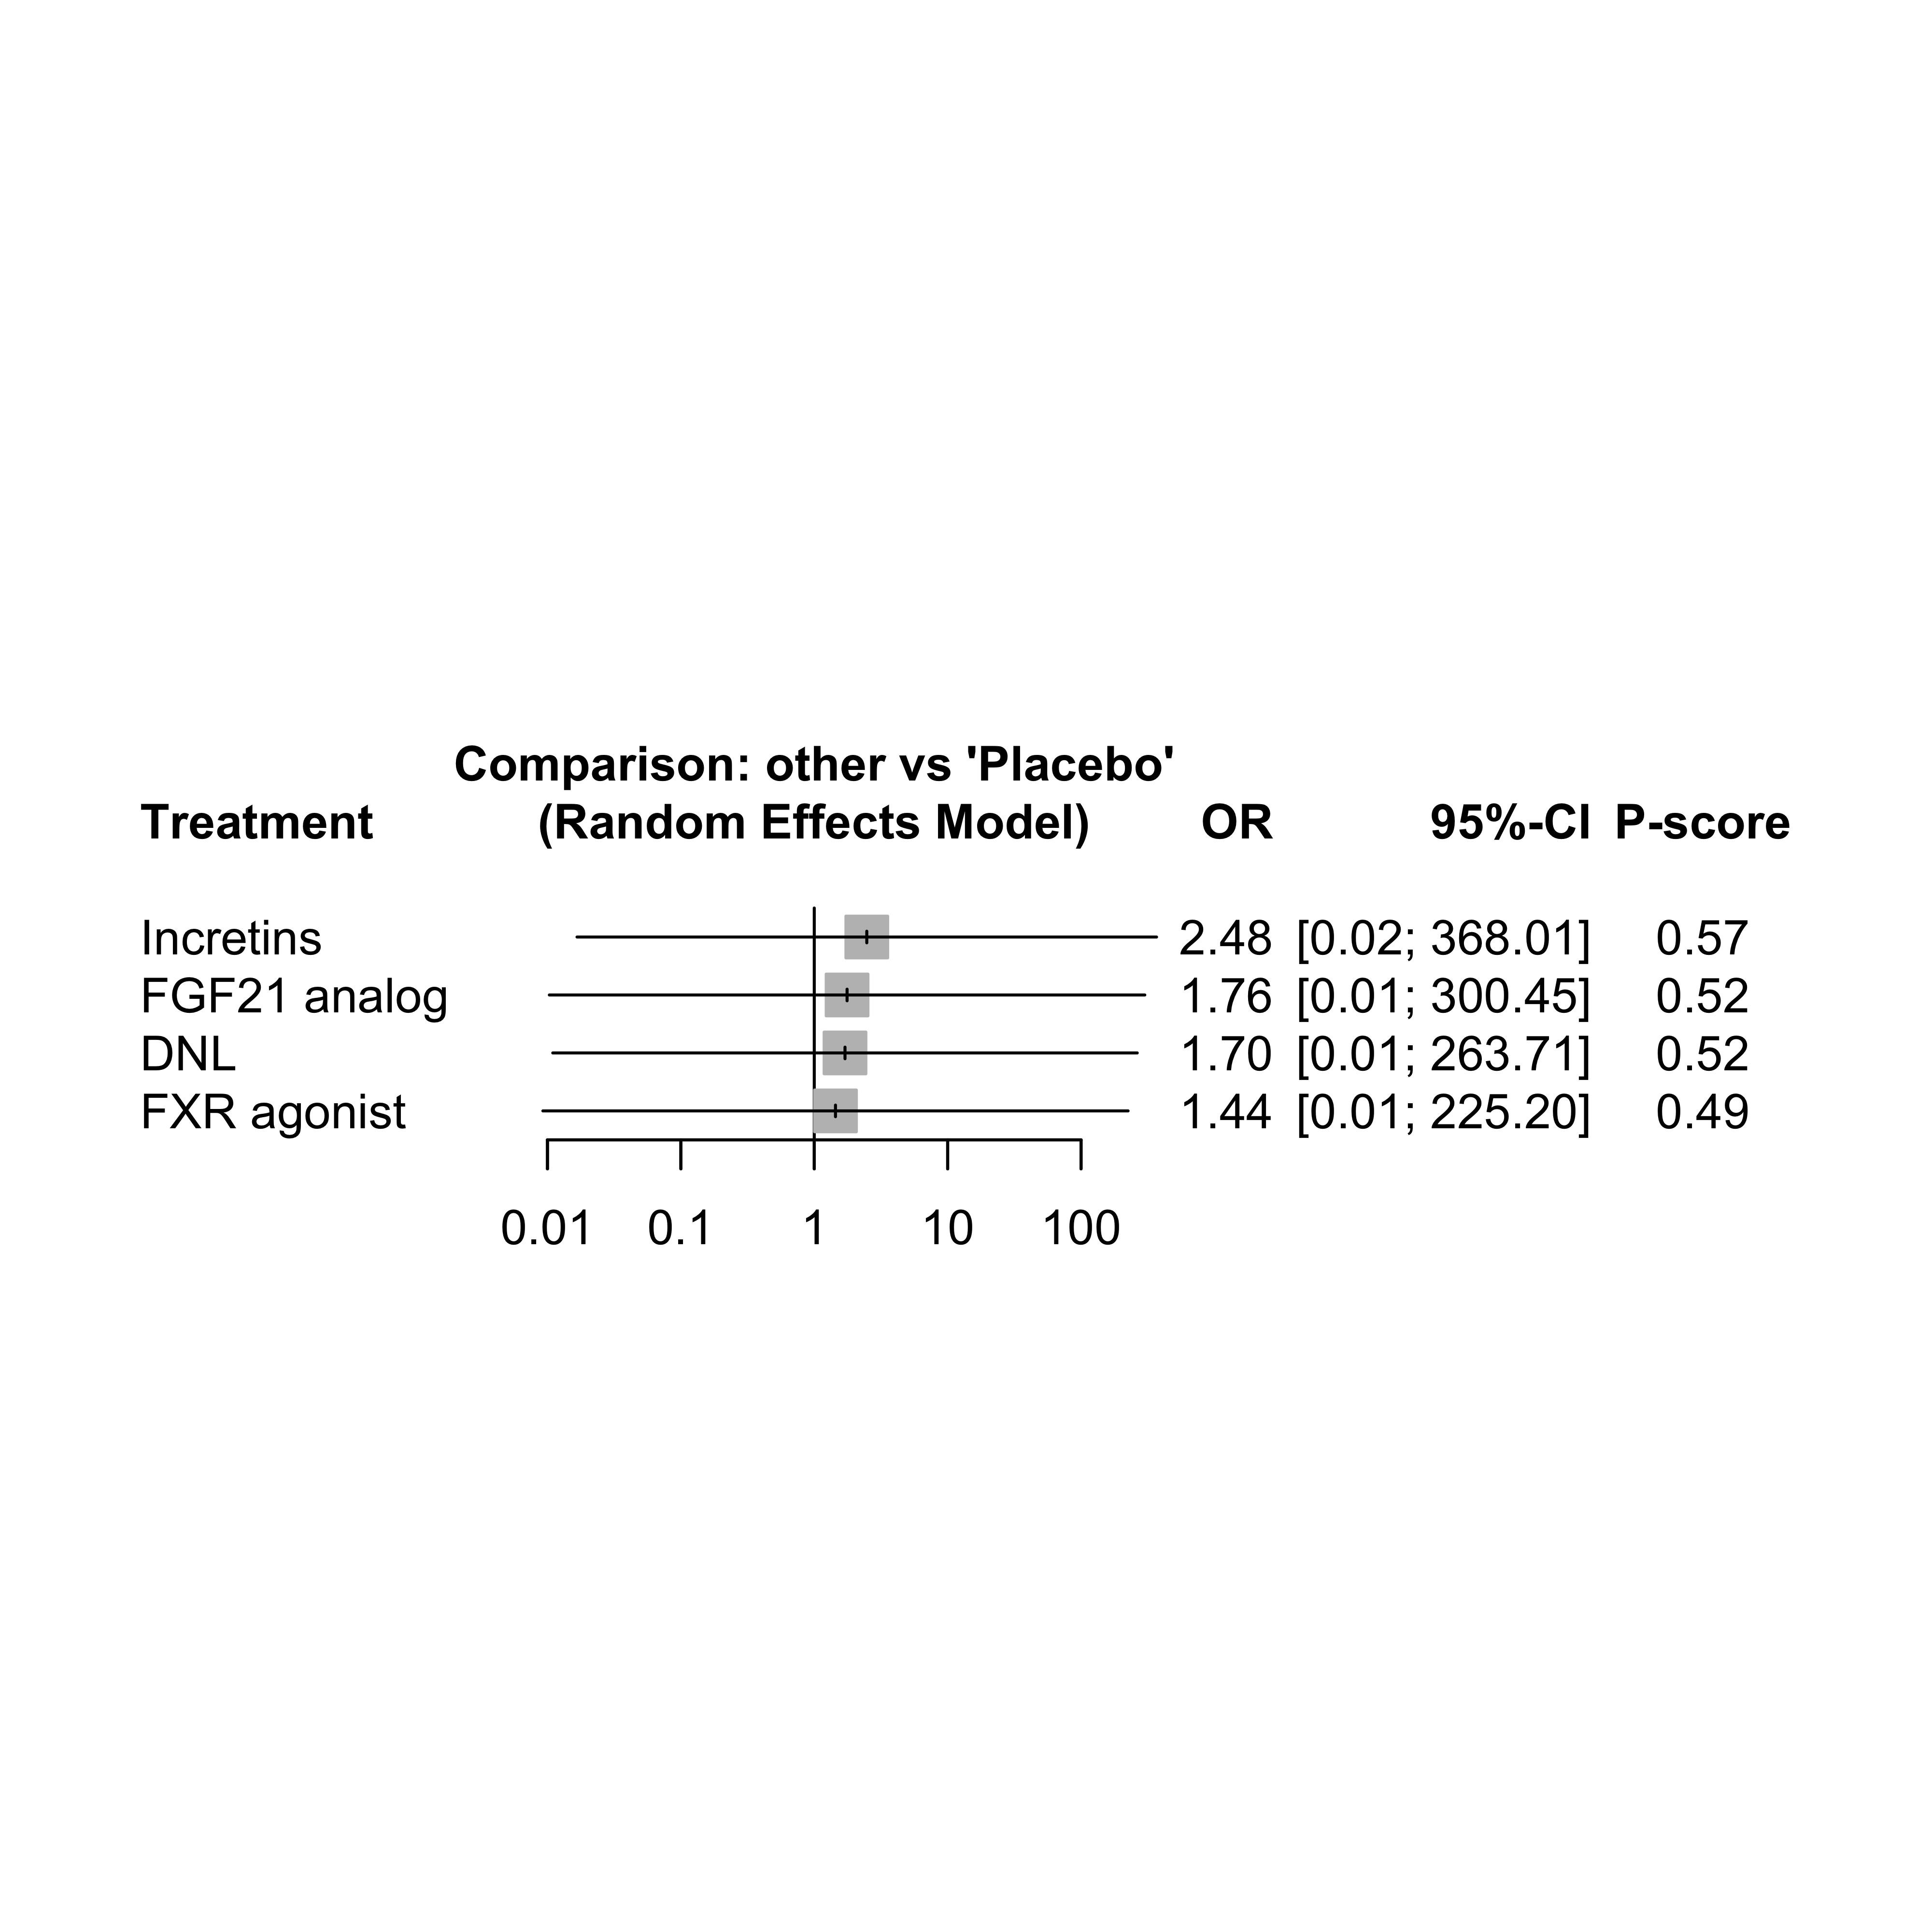 Comparison: other vs 'Placebo'
Treatment (Random Effects Model) OR 95%-CI P-score
Incretins 2.48 [0.02; 368.01] 0.57
FGF21 analog 1.76 [0.01; 300.45] 0.52
DNL 1.70 [0.01; 263.71] 0.52
FXR agonist 1.44 [0.01; 225.20] 0.49
0.01 0.1 1 10 100